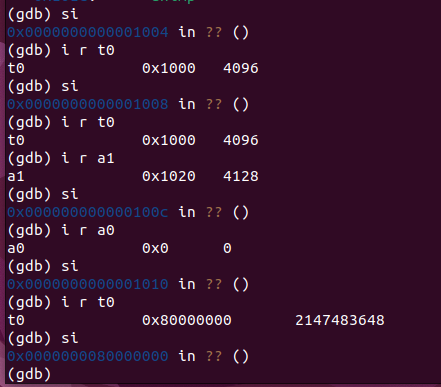 (gdb) si
0x0000000000001004 in ?? ()
(gdb) i r t0
t0 0x1000 4096
(gdb) si
0x0000000000001008 in ?? ()
(gdb) i r t0
t0 0x1000 4096
(gdb) i r a1
a1 0x1020 4128
(gdb) si
0x000000000000100c in ?? ()
(gdb) i r a0
a0 0x0 0
(gdb) si
0x0000000000001010 in ?? ()
(gdb) i r t0
t0 0x80000000 2147483648
(gdb) si
0x0000000080000000 in ?? ()
(gdb)